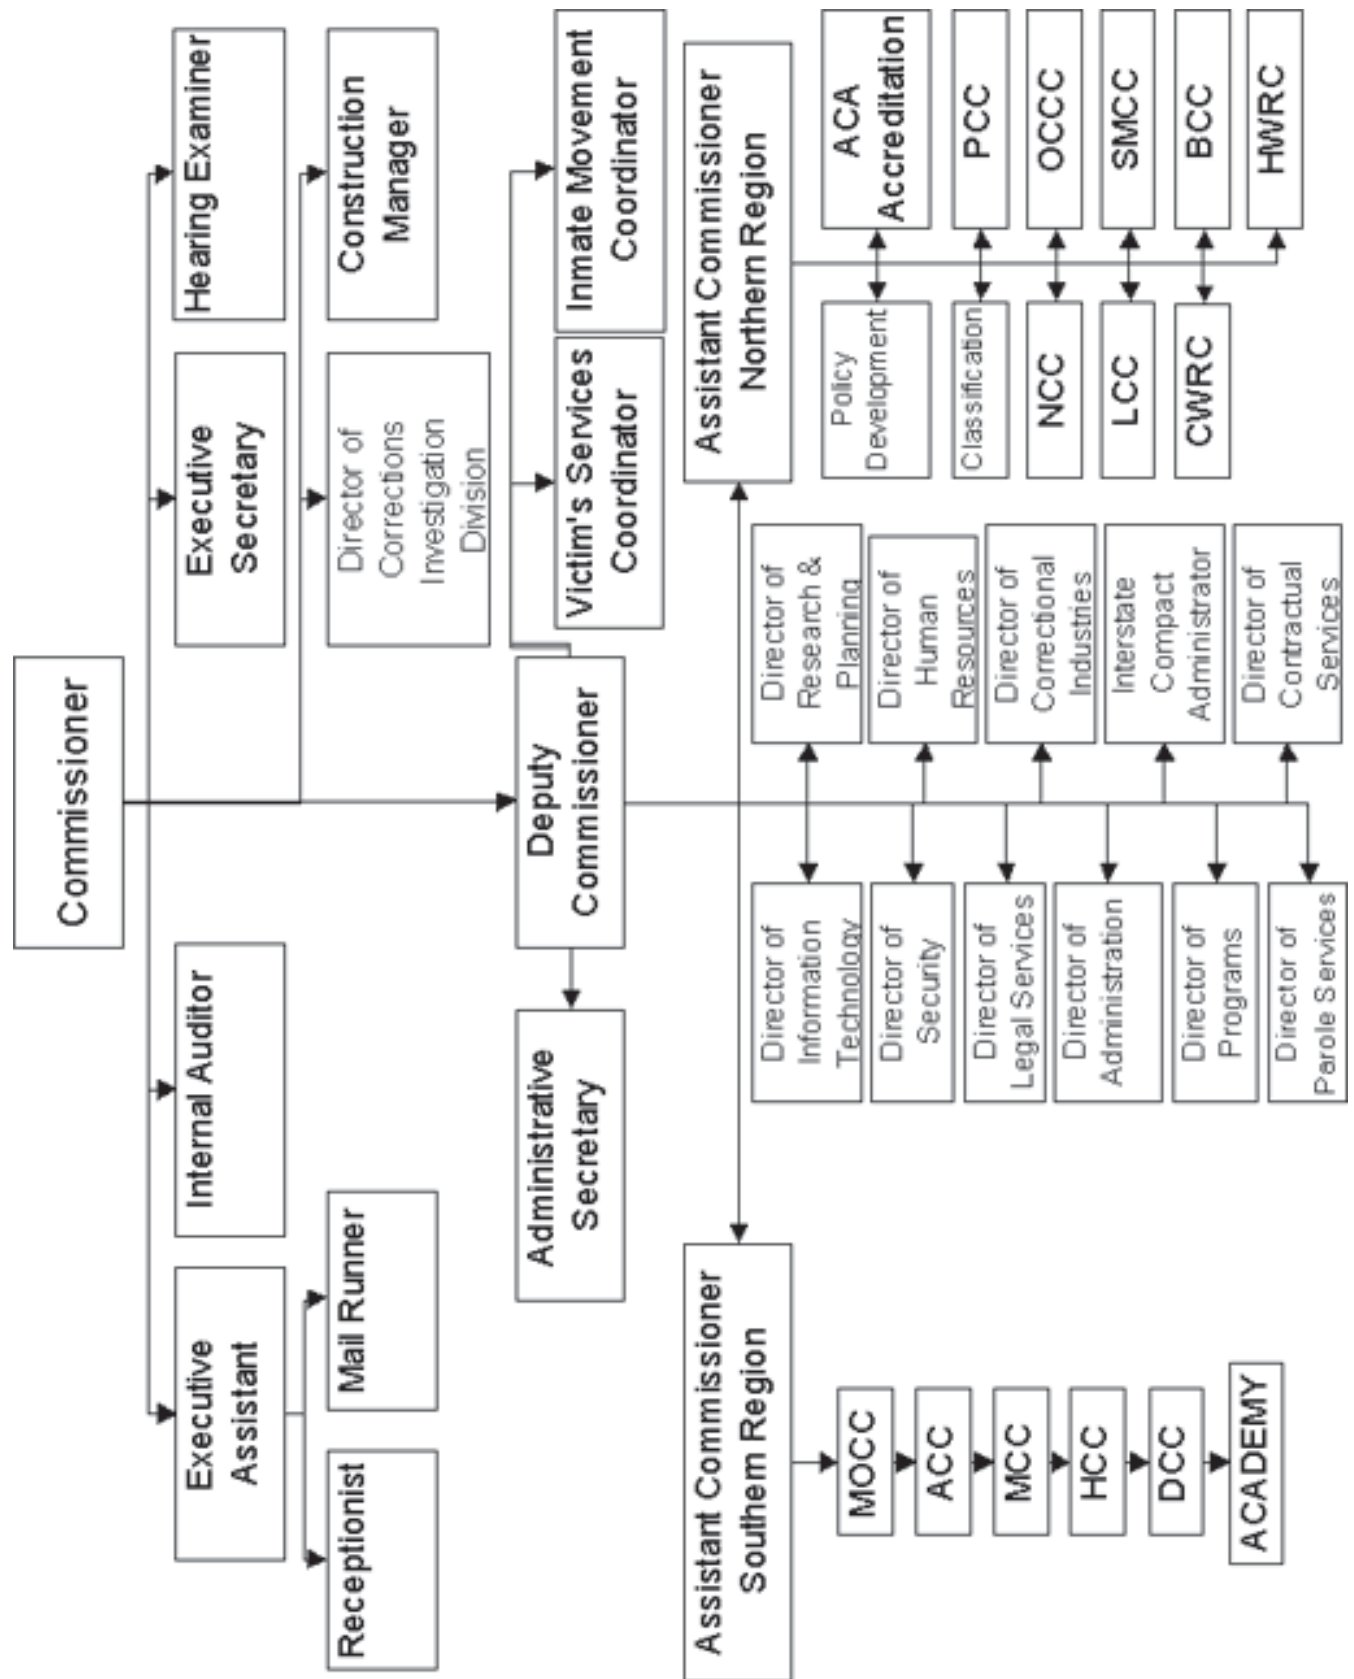 Commissioner
Executive
Assistant
Internal Auditor
Executive
Secretary
Hearing Examiner
Receptionist
Mail Runner
Director of
Corrections
Investigation
Division
Construction
Manager
Administrative
Secretary
Deputy
Commissioner
Victim's Services
Coordinator
Inmate Movement
Coordinator
Assistant Commissioner
Southern Region
Assistant Commissioner
Northern Region
MOCC
ACC
MCC
HCC
DCC
ACADEMY
Director of
Information
Technology
Director of
Research &
Planning
Director of
Security
Director of
Human
Resources
Director of
Legal Services
Director of
Correctional
Industries
Director of
Administration
Interstate
Compact
Administrator
Director of
Programs
Director of
Contractual
Services
Director of
Parole Services
Policy
Development
ACA
Accreditation
Classification
PCC
NCC
OCCC
LCC
SMCC
CWRC
BCC
HWRC